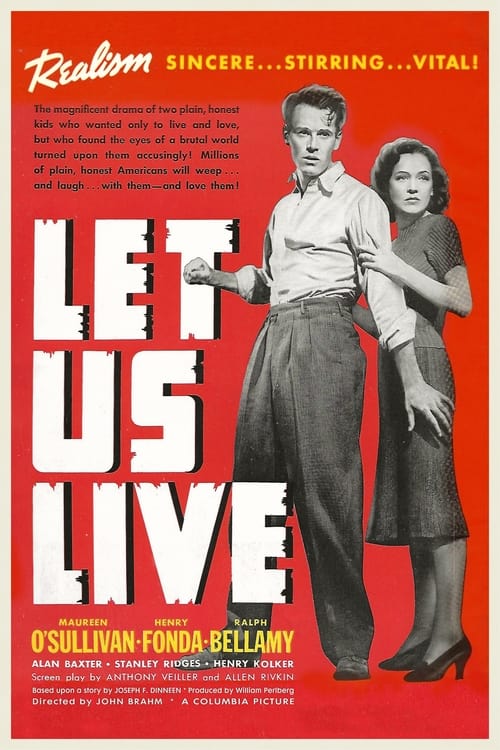 Realism SINCERE...STIRRING...VITAL!
The magnificent drama of two plain, honest
kids who wanted only to live and love,
but who found the eyes of a brutal world
turned upon them accusingly! Millions
of plain, honest Americans will weep...
and laugh...with them—and love them!
LET
US
LIVE
MAUREEN HENRY RALPH
O'SULLIVAN·FONDA·BELLAMY
ALAN BAXTER · STANLEY RIDGES · HENRY KOLKER
Screen play by ANTHONY VEILLER and ALLEN RIVKIN
Based upon a story by JOSEPH F. DINNEEN * Produced by William Perlberg
Directed by JOHN BRAHM * A COLUMBIA PICTURE